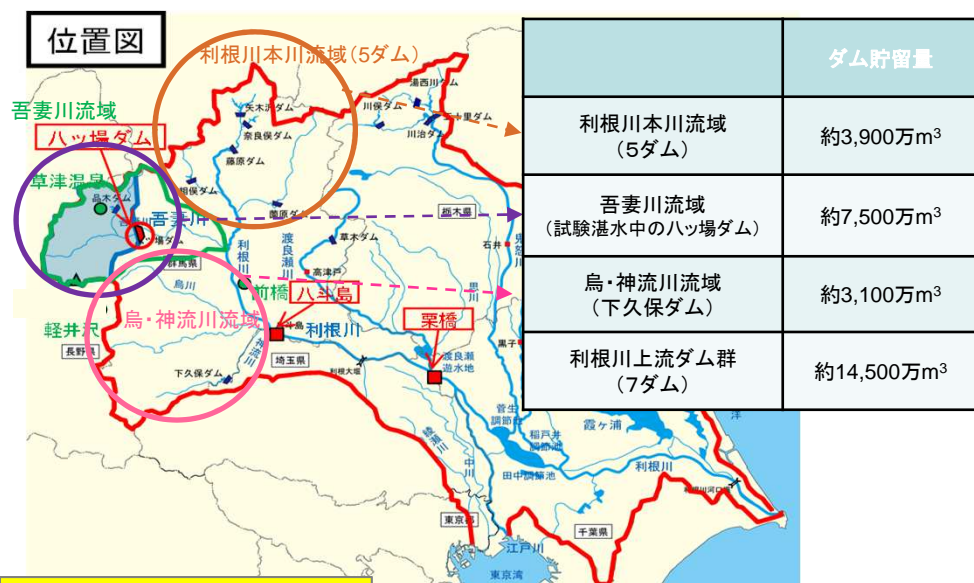 位置図
利根川本川流域(5ダム)
吾妻川流域
八ッ場ダム
草津温泉
品木ダム
吾妻川
矢木沢ダム
奈良俣ダム
藤原ダム
相俣ダム
薗原ダム
湯西川ダム
川俣ダム
五十里ダム
川治ダム
栃木県
草木ダム
渡良瀬川
利根川
高津戸
石井
鬼怒川
黒子
群馬県
前橋
八斗島
烏川
烏・神流川流域
神流川
軽井沢
長野県
下久保ダム
埼玉県
利根大堰
利根川
栗橋
渡良瀬
遊水地
菅生
調節池
稲戸井
調節池
田中調節池
霞ヶ浦
利根川
綾瀬川
中川
東京都
千葉県
江戸川
東京湾
ダム貯留量
利根川本川流域
(5ダム)
約3,900万m³
吾妻川流域
(試験湛水中の八ッ場ダム)
約7,500万m³
烏・神流川流域
(下久保ダム)
約3,100万m³
利根川上流ダム群
(7ダム)
約14,500万m³